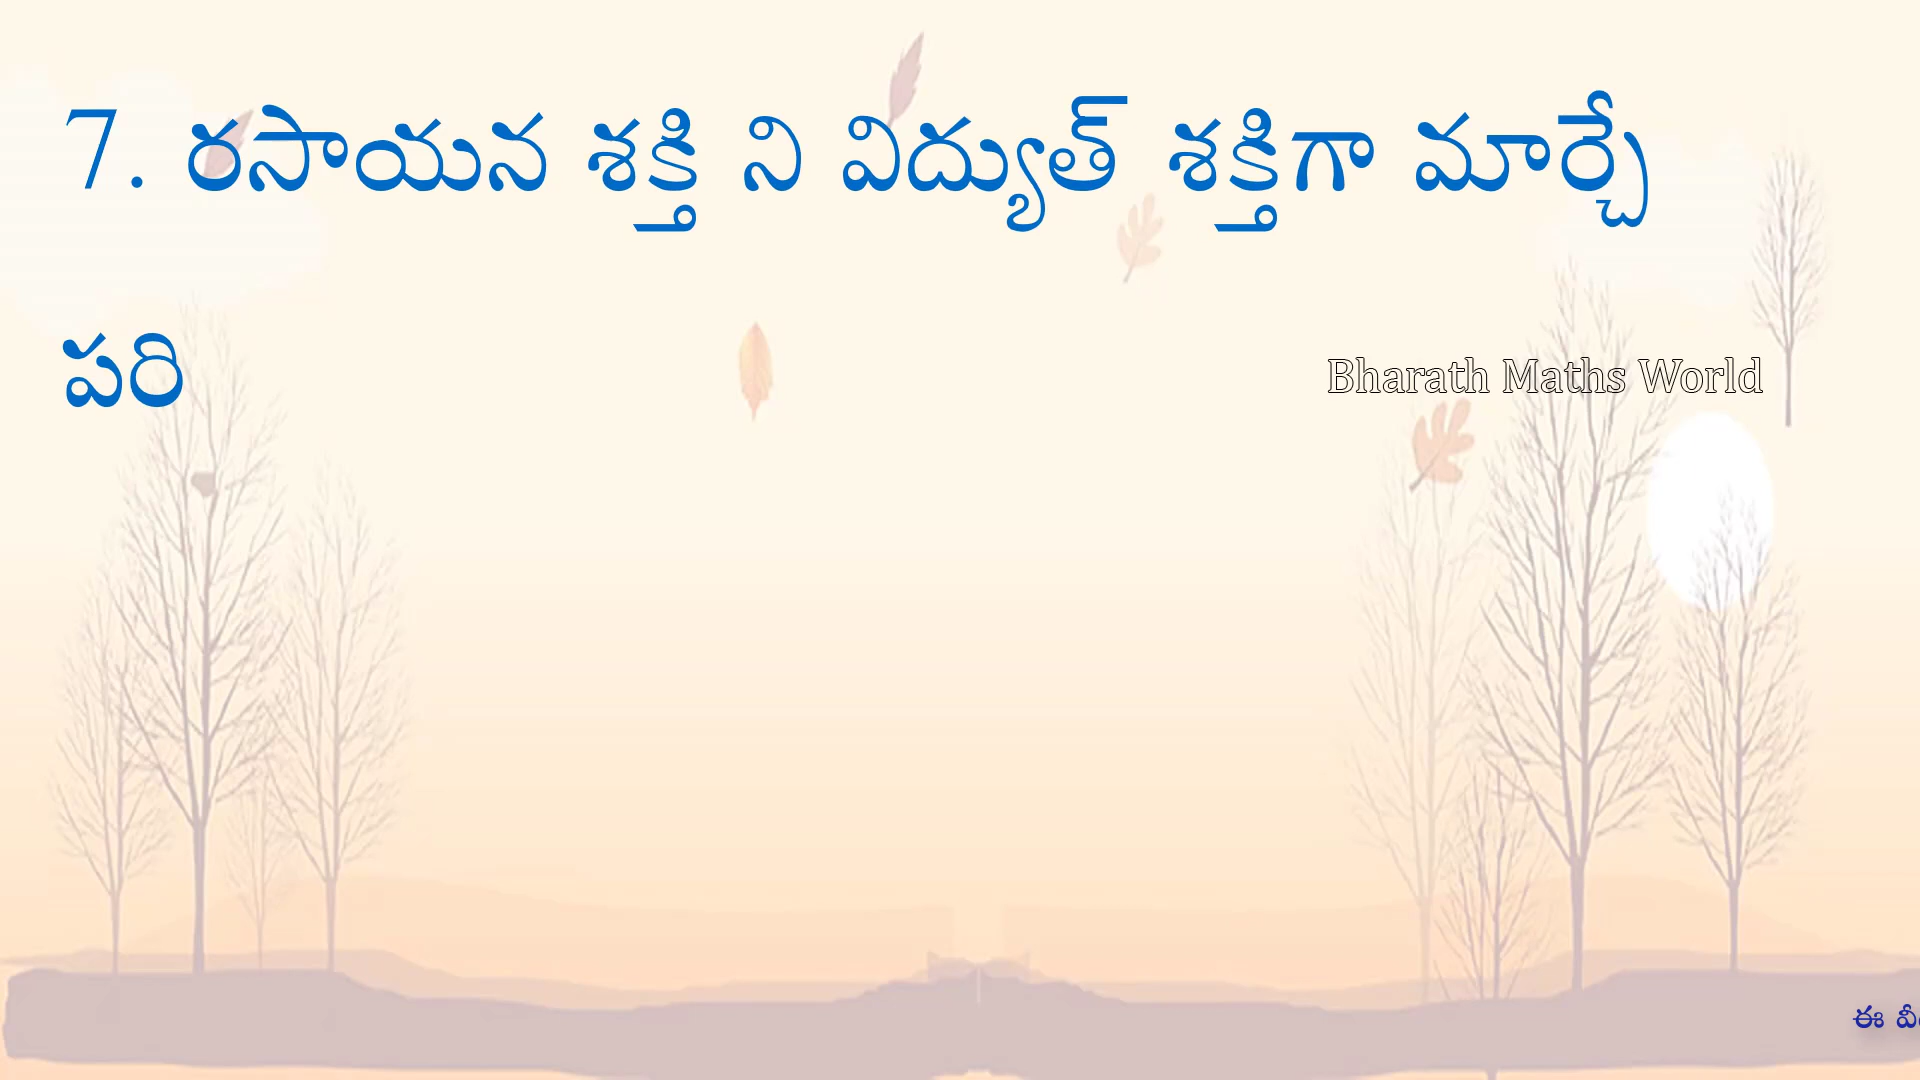 7. రసాయన శక్తి ని విద్యుత్ శక్తిగా మార్చే
పరి
Bharath Maths World
ఈ